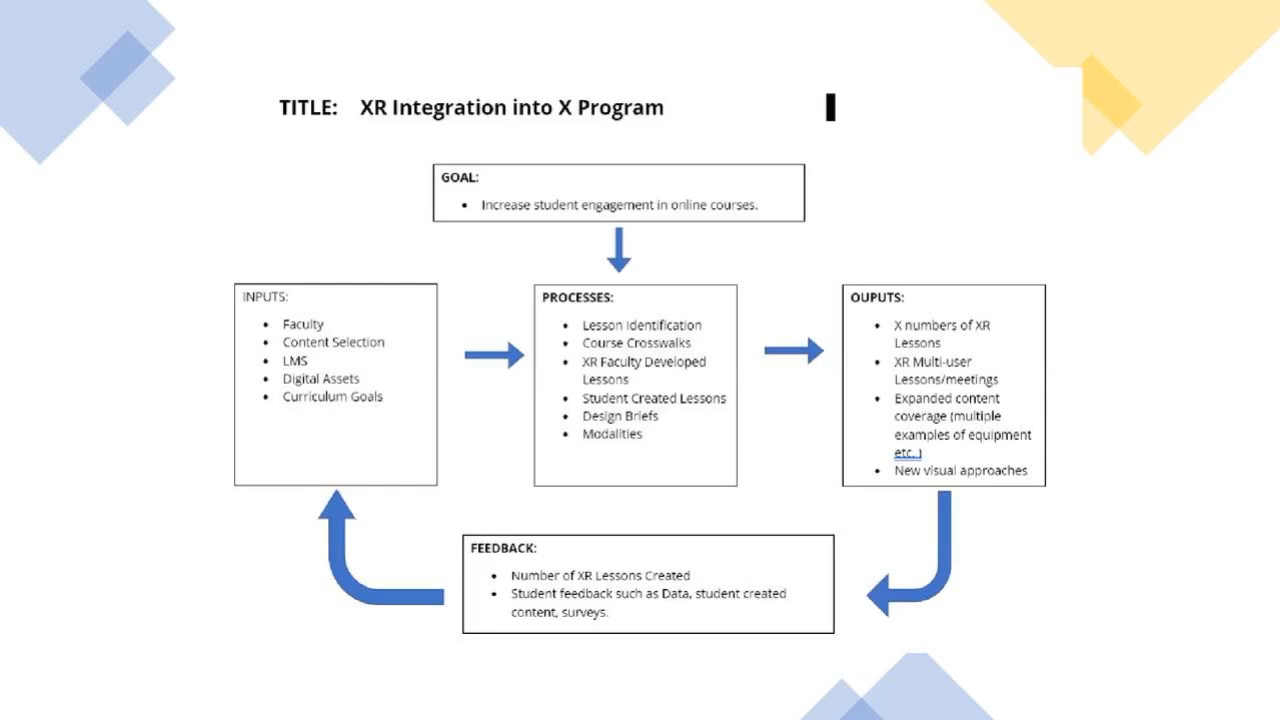 TITLE: XR Integration into X Program
GOAL:
• Increase student engagement in online courses.
INPUTS:
• Faculty
• Content Selection
• LMS
• Digital Assets
• Curriculum Goals
PROCESSES:
• Lesson Identification
• Course Crosswalks
• XR Faculty Developed
Lessons
• Student Created Lessons
• Design Briefs
• Modalities
OUPUTS:
• X numbers of XR
Lessons
• XR Multi-user
Lessons/meetings
• Expanded content
coverage (multiple
examples of equipment
etc. )
• New visual approaches
FEEDBACK:
• Number of XR Lessons Created
• Student feedback such as Data, student created
content, surveys.